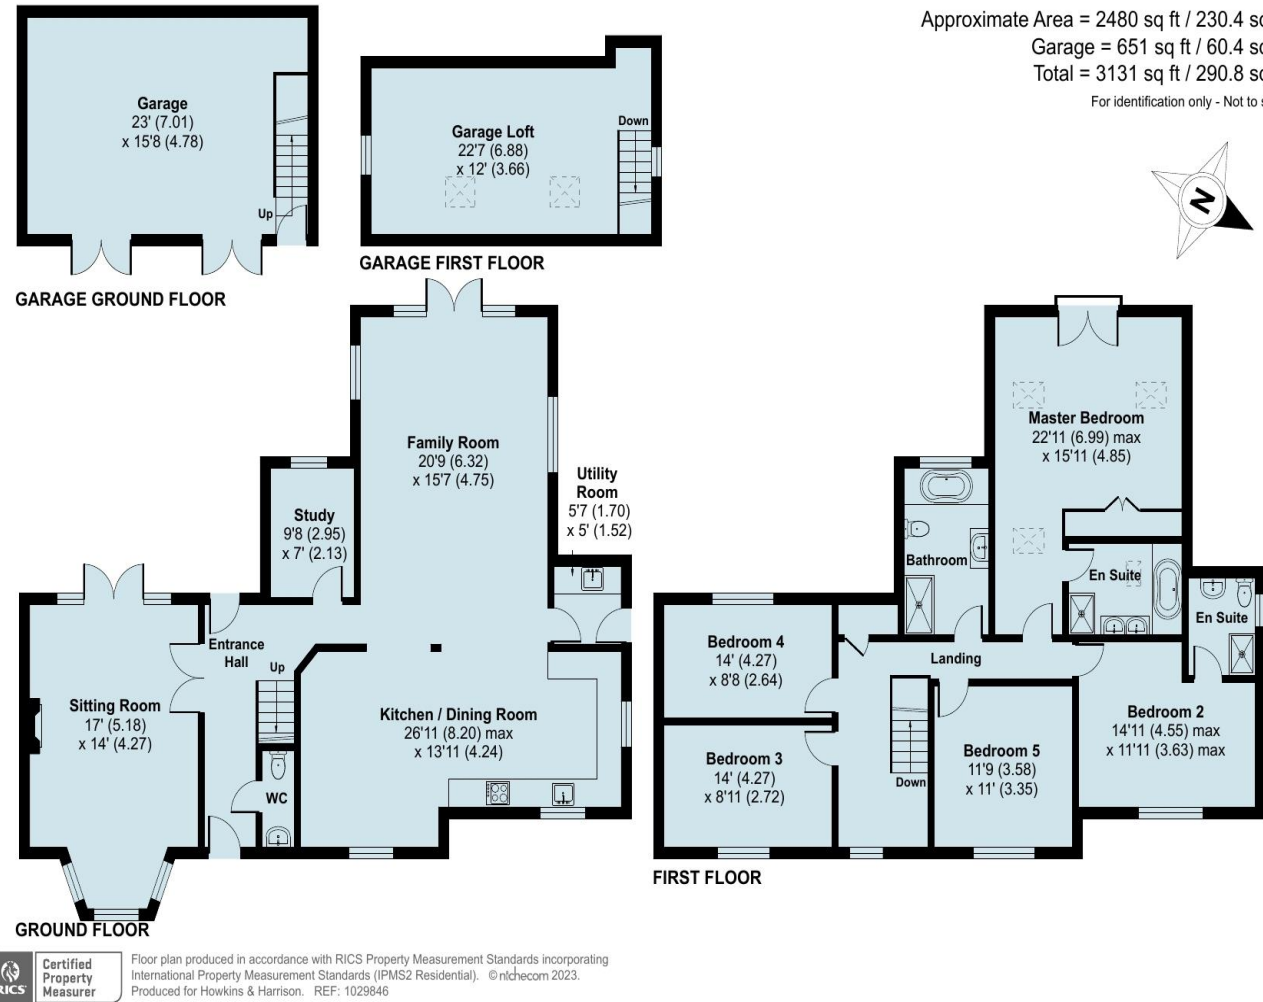 Approximate Area = 2480 sq ft / 230.4 sq
Garage = 651 sq ft / 60.4 sq
Total = 3131 sq ft / 290.8 sq
For identification only - Not to s
N
Garage
23' (7.01)
x 15'8 (4.78)
Up
GARAGE GROUND FLOOR
Garage Loft
22'7 (6.88)
x 12' (3.66)
Down
GARAGE FIRST FLOOR
Family Room
20'9 (6.32)
x 15'7 (4.75)
Utility
Room
5'7 (1.70)
x 5' (1.52)
Study
9'8 (2.95)
x 7' (2.13)
Entrance
Hall
Up
Sitting Room
17' (5.18)
x 14' (4.27)
Kitchen / Dining Room
26'11 (8.20) max
x 13'11 (4.24)
WC
GROUND FLOOR
Master Bedroom
22'11 (6.99) max
x 15'11 (4.85)
Bathroom
En Suite
En Suite
Bedroom 4
14' (4.27)
x 8'8 (2.64)
Landing
Bedroom 3
14' (4.27)
x 8'11 (2.72)
Down
Bedroom 5
11'9 (3.58)
x 11' (3.35)
Bedroom 2
14'11 (4.55) max
x 11'11 (3.63) max
FIRST FLOOR
RICS
Certified
Property
Measurer
Floor plan produced in accordance with RICS Property Measurement Standards incorporating
International Property Measurement Standards (IPMS2 Residential). © nichecom 2023.
Produced for Howkins & Harrison. REF: 1029846